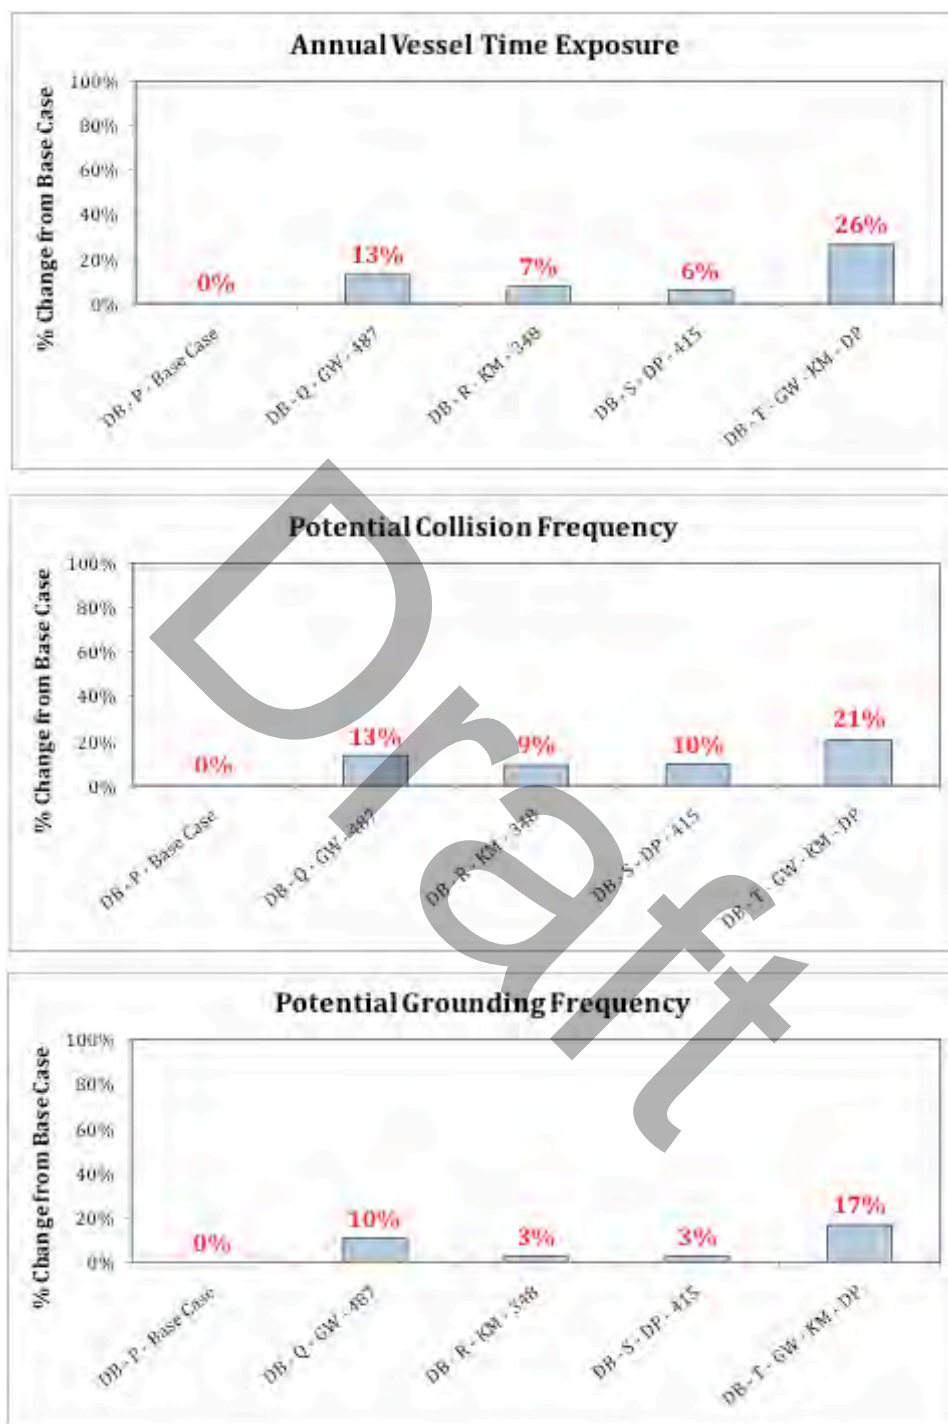 Annual Vessel Time Exposure
% Change from Base Case
100%
80%
60%
40%
20%
0%
0%
13%
7%
6%
26%
DB - P - Base Case
DB - Q - GW - 487
DB - R - KM - 348
DB - S - DP - 415
DB - T - GW - KM - DP
Potential Collision Frequency
% Change from Base Case
100%
80%
60%
40%
20%
0%
0%
13%
9%
10%
21%
DB - P - Base Case
DB - Q - GW - 487
DB - R - KM - 348
DB - S - DP - 415
DB - T - GW - KM - DP
Potential Grounding Frequency
% Change from Base Case
100%
80%
60%
40%
20%
0%
0%
10%
3%
3%
17%
DB - P - Base Case
DB - Q - GW - 487
DB - R - KM - 348
DB - S - DP - 415
DB - T - GW - KM - DP
Draft